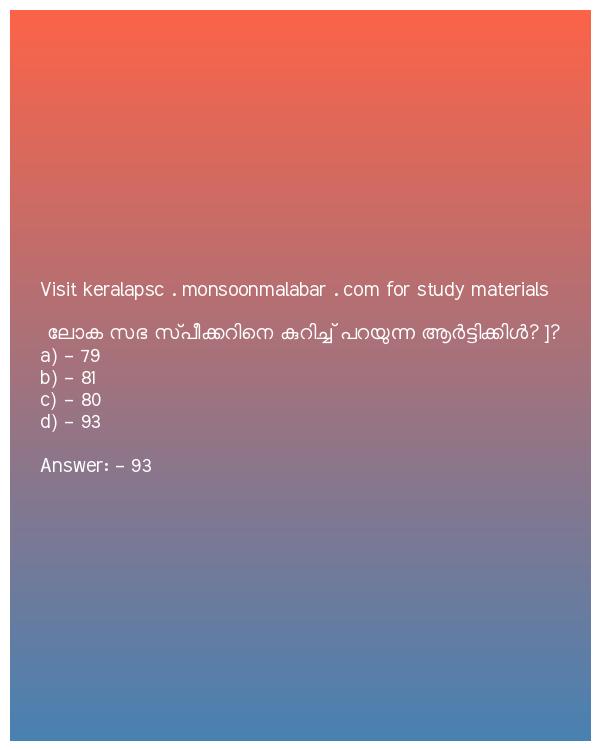 Visit keralapsc . monsoonmalabar . com for study materials
ലോക സഭ സ്പീക്കറിനെ കുറിച്ച് പറയുന്ന ആർട്ടിക്കിൾ? ]?
a) - 79
b) - 81
c) - 80
d) - 93
Answer: - 93